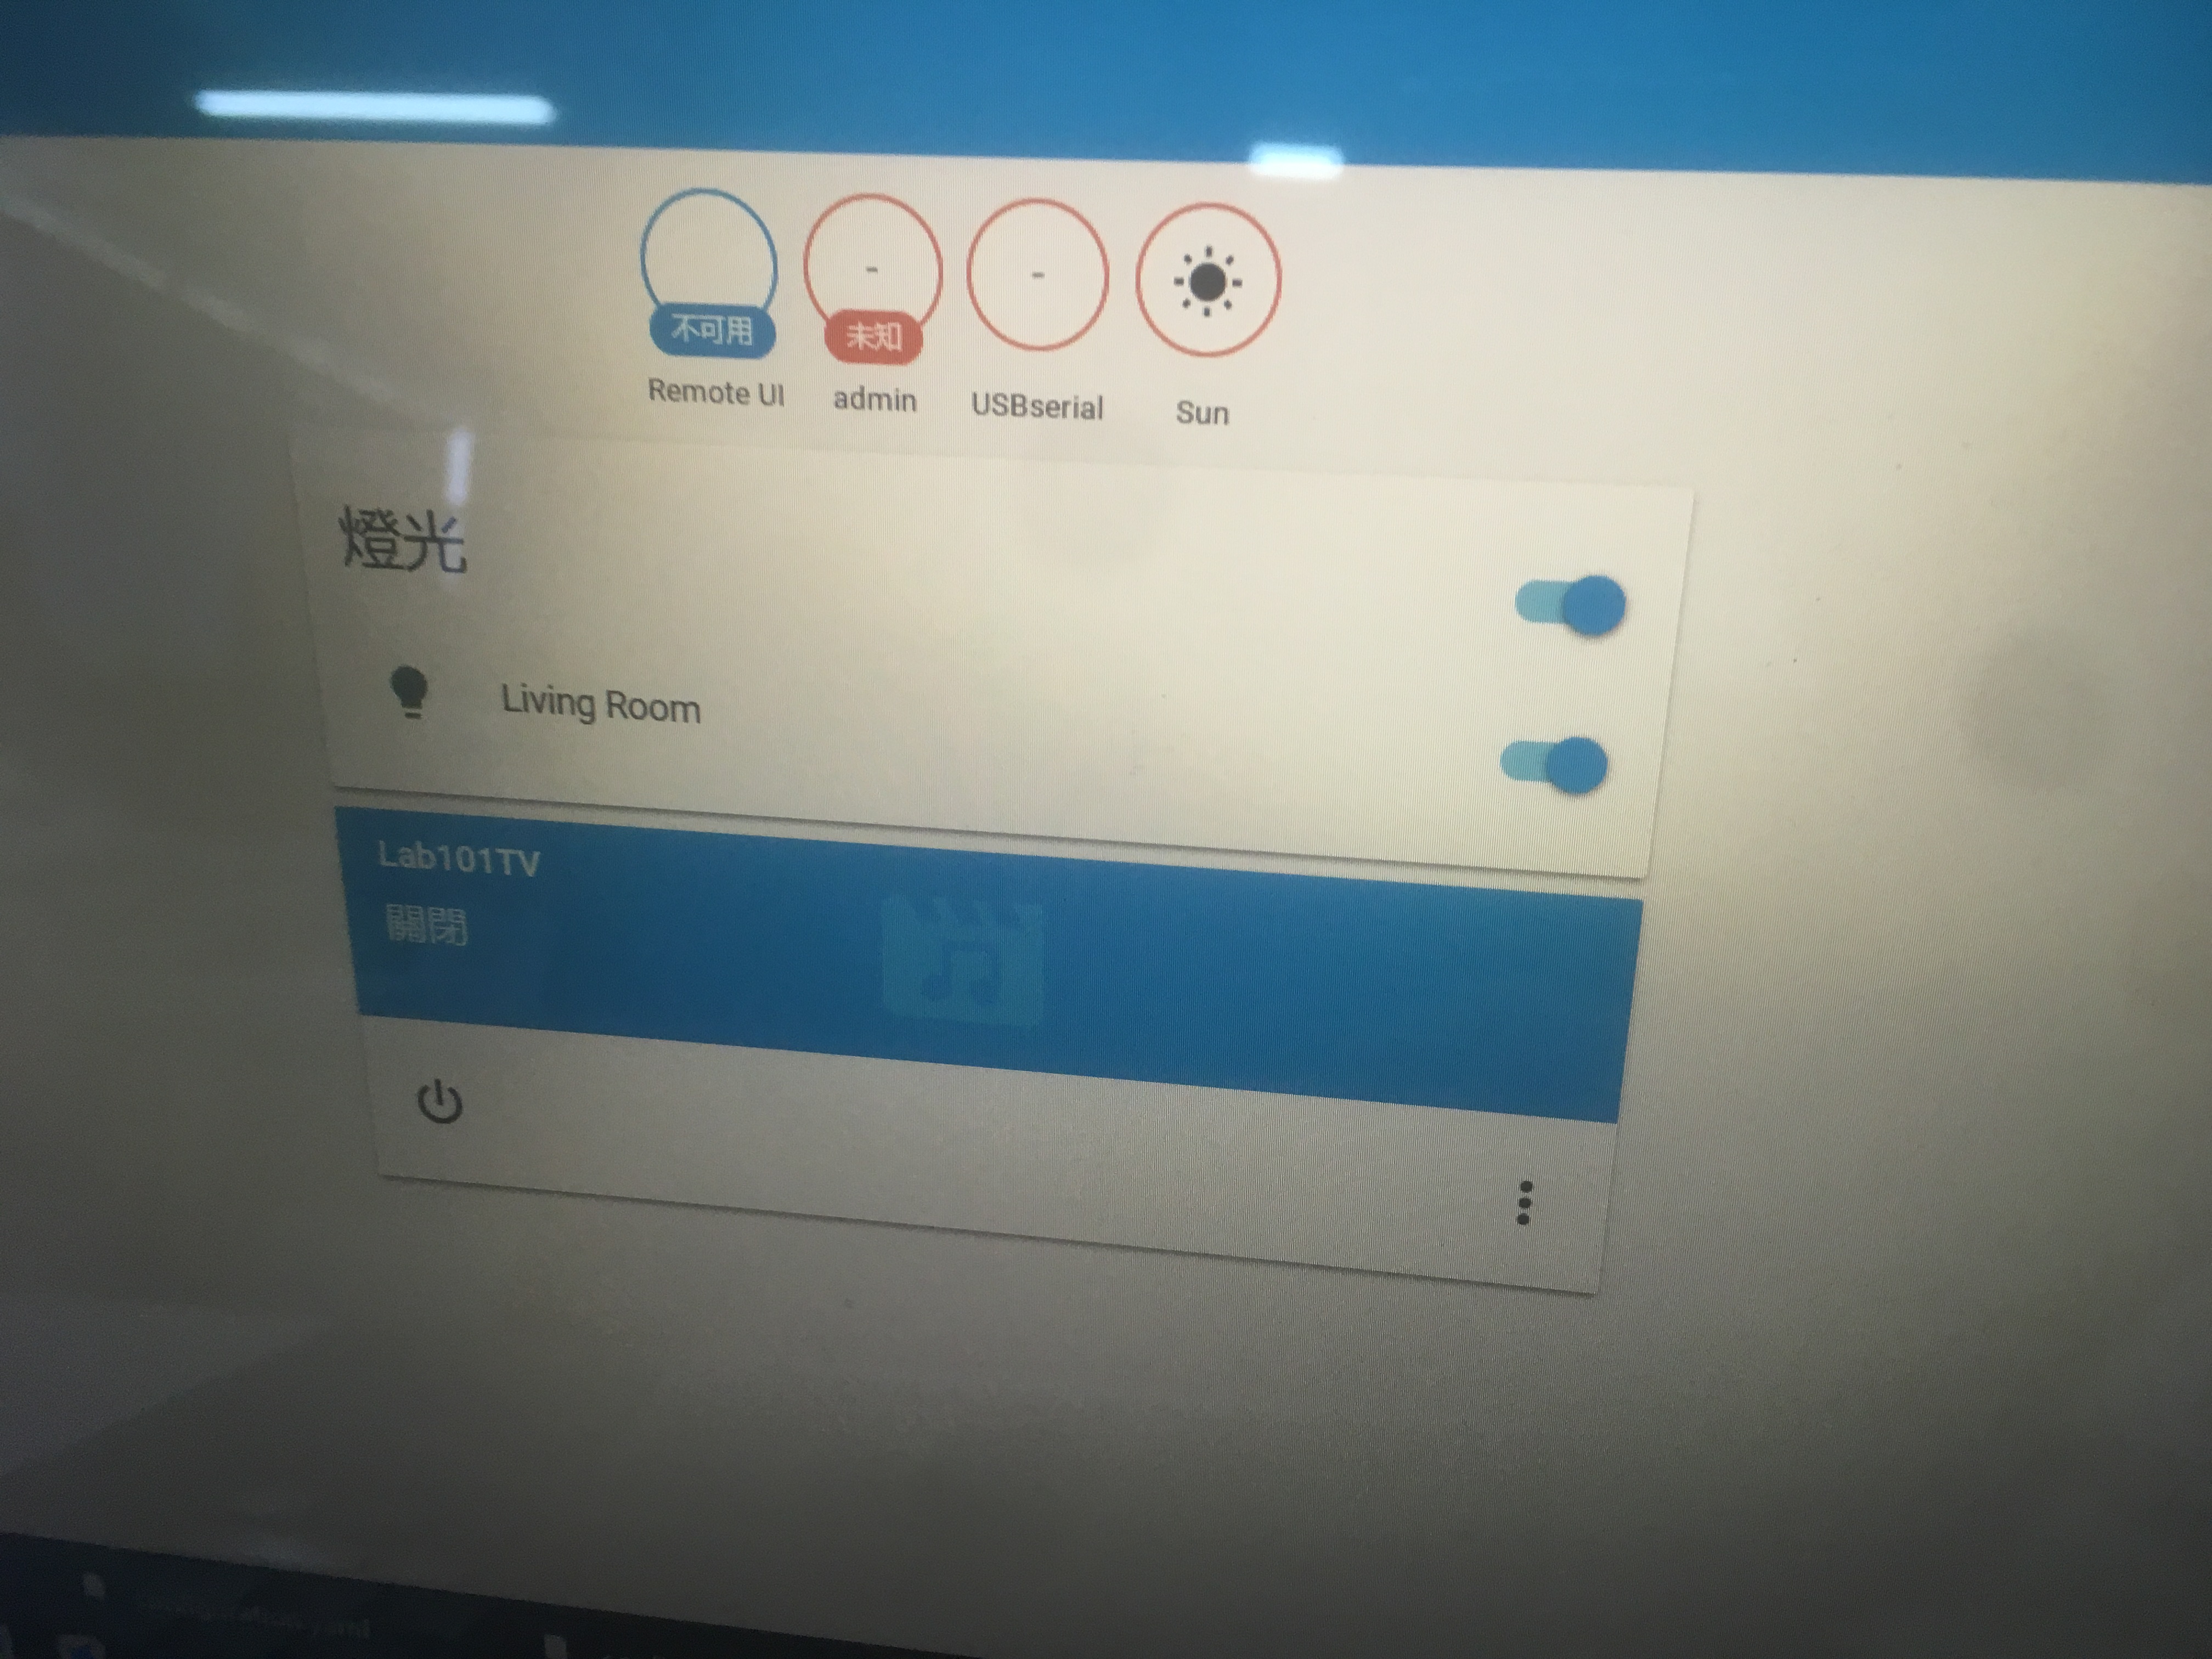 不可用
未知
-
-
Remote UI
admin
USBserial
Sun
燈光
Living Room
Lab101TV
關閉